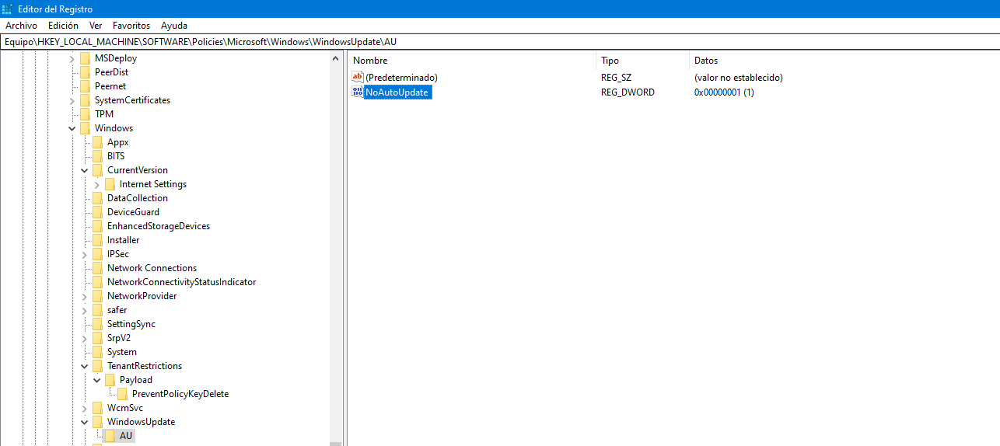 Editor del Registro
Archivo Edición Ver Favoritos Ayuda
Equipo\HKEY_LOCAL_MACHINE\SOFTWARE\Policies\Microsoft\Windows\WindowsUpdate\AU
MSDeploy
PeerDist
Peernet
SystemCertificates
TPM
Windows
Appx
BITS
CurrentVersion
Internet Settings
DataCollection
DeviceGuard
EnhancedStorageDevices
Installer
IPSec
Network Connections
NetworkConnectivityStatusIndicator
NetworkProvider
safer
SettingSync
SrpV2
System
TenantRestrictions
Payload
PreventPolicyKeyDelete
WcmSvc
WindowsUpdate
AU
Nombre Tipo Datos
ab (Predeterminado) REG_SZ (valor no establecido)
NoAutoUpdate REG_DWORD 0x00000001 (1)